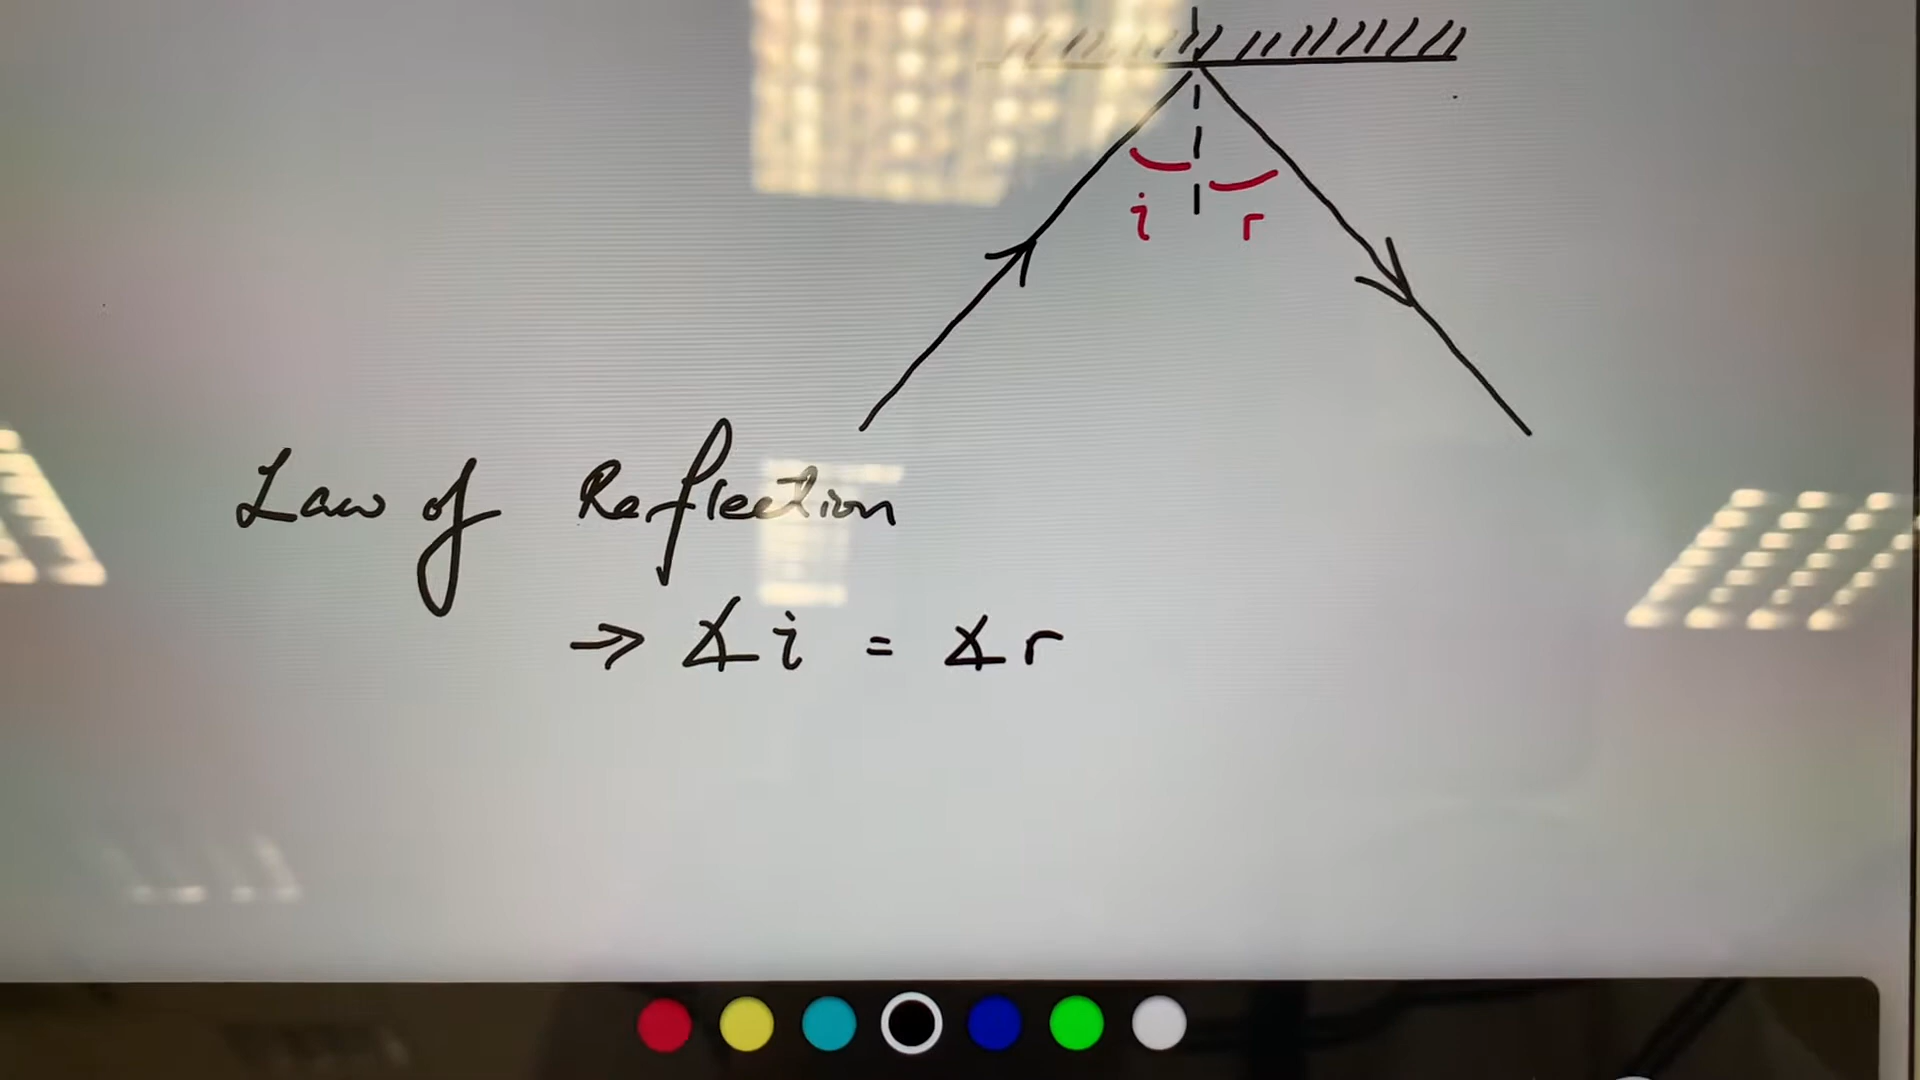 i r
Law of Reflection
→ ∡i = ∡r